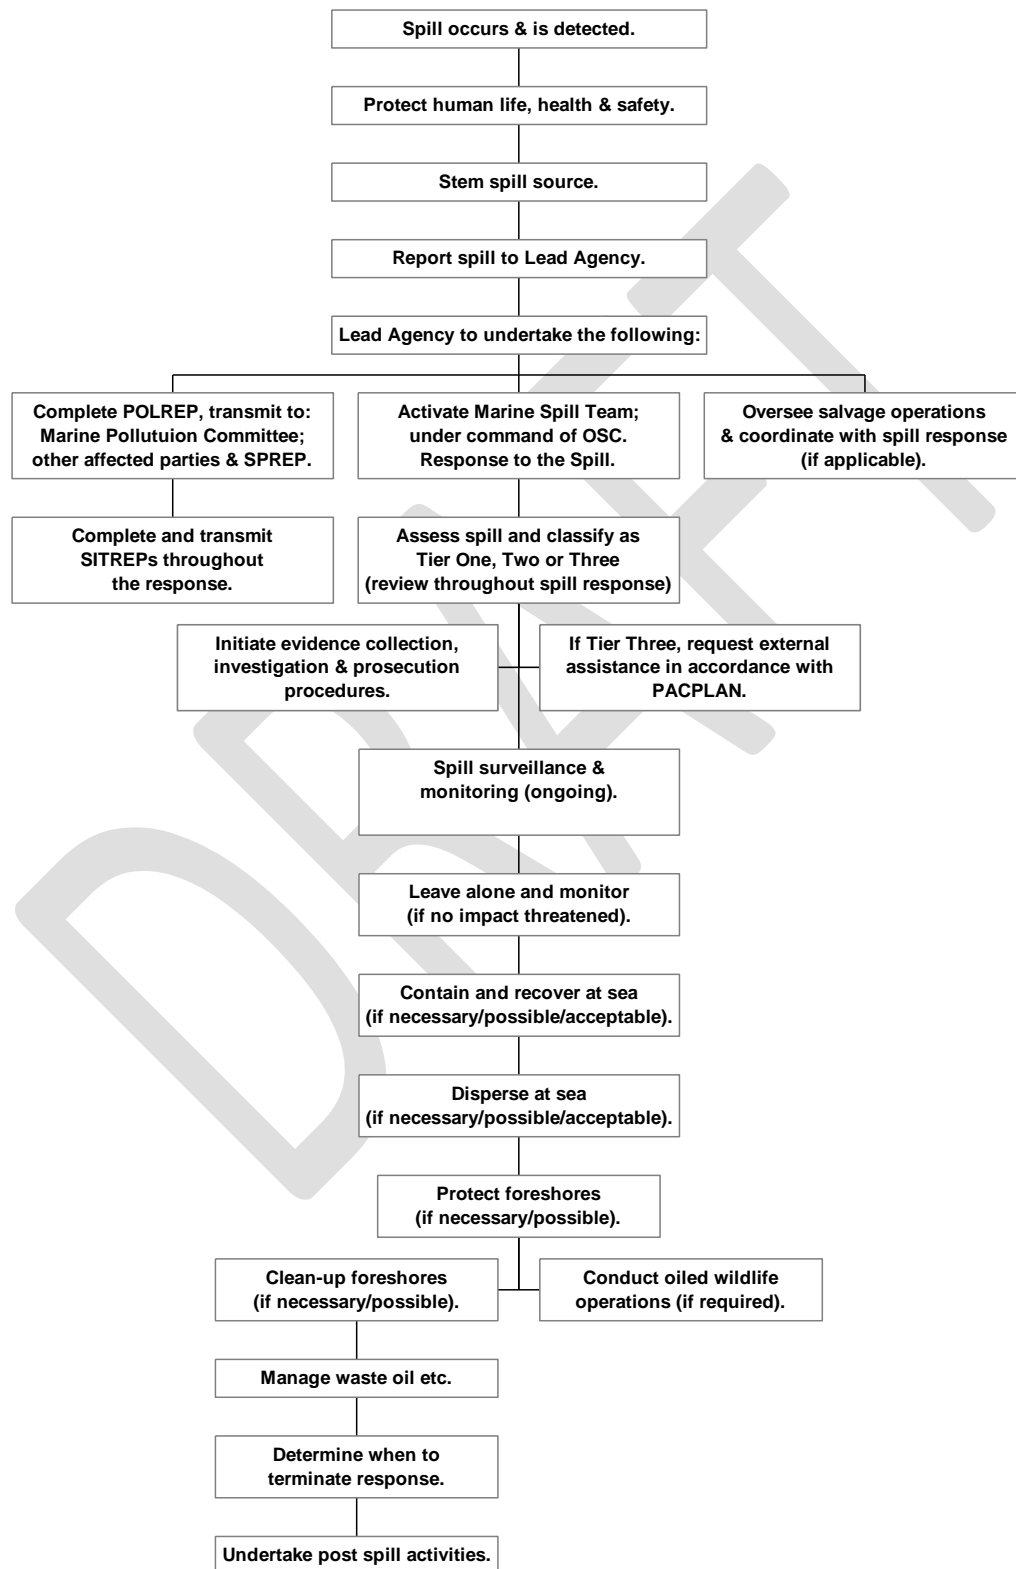 Spill occurs & is detected.
Protect human life, health & safety.
Stem spill source.
Report spill to Lead Agency.
Lead Agency to undertake the following:
Complete POLREP, transmit to:
Marine Pollutuion Committee;
other affected parties & SPREP.
Activate Marine Spill Team;
under command of OSC.
Response to the Spill.
Oversee salvage operations
& coordinate with spill response
(if applicable).
Complete and transmit
SITREPs throughout
the response.
Assess spill and classify as
Tier One, Two or Three
(review throughout spill response)
Initiate evidence collection,
investigation & prosecution
procedures.
If Tier Three, request external
assistance in accordance with
PACPLAN.
Spill surveillance &
monitoring (ongoing).
Leave alone and monitor
(if no impact threatened).
Contain and recover at sea
(if necessary/possible/acceptable).
Disperse at sea
(if necessary/possible/acceptable).
Protect foreshores
(if necessary/possible).
Clean-up foreshores
(if necessary/possible).
Conduct oiled wildlife
operations (if required).
Manage waste oil etc.
Determine when to
terminate response.
Undertake post spill activities.
DRAFT